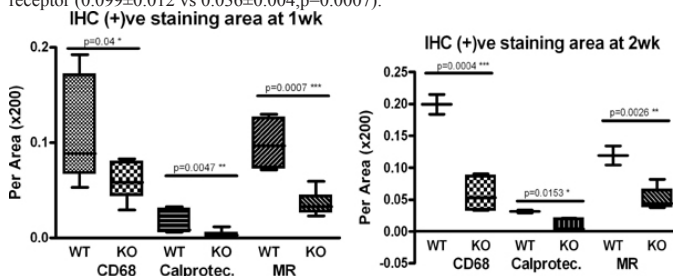 receptor (0.099±0.012 vs 0.036±0.004,p=0.0007).
IHC (+)ve staining area at 1wk
0.2
0.1
0.0
Per Area (x200)
p=0.04 *
p=0.0047 **
p=0.0007 ***
WT KO WT KO WT KO
CD68 Calprotec. MR
IHC (+)ve staining area at 2wk
0.25
0.20
0.15
0.10
0.05
0.00
-0.05
Per Area (x200)
p=0.0004 ***
p=0.0153 *
p=0.0026 **
WT KO WT KO WT KO
CD68 Calprotec. MR